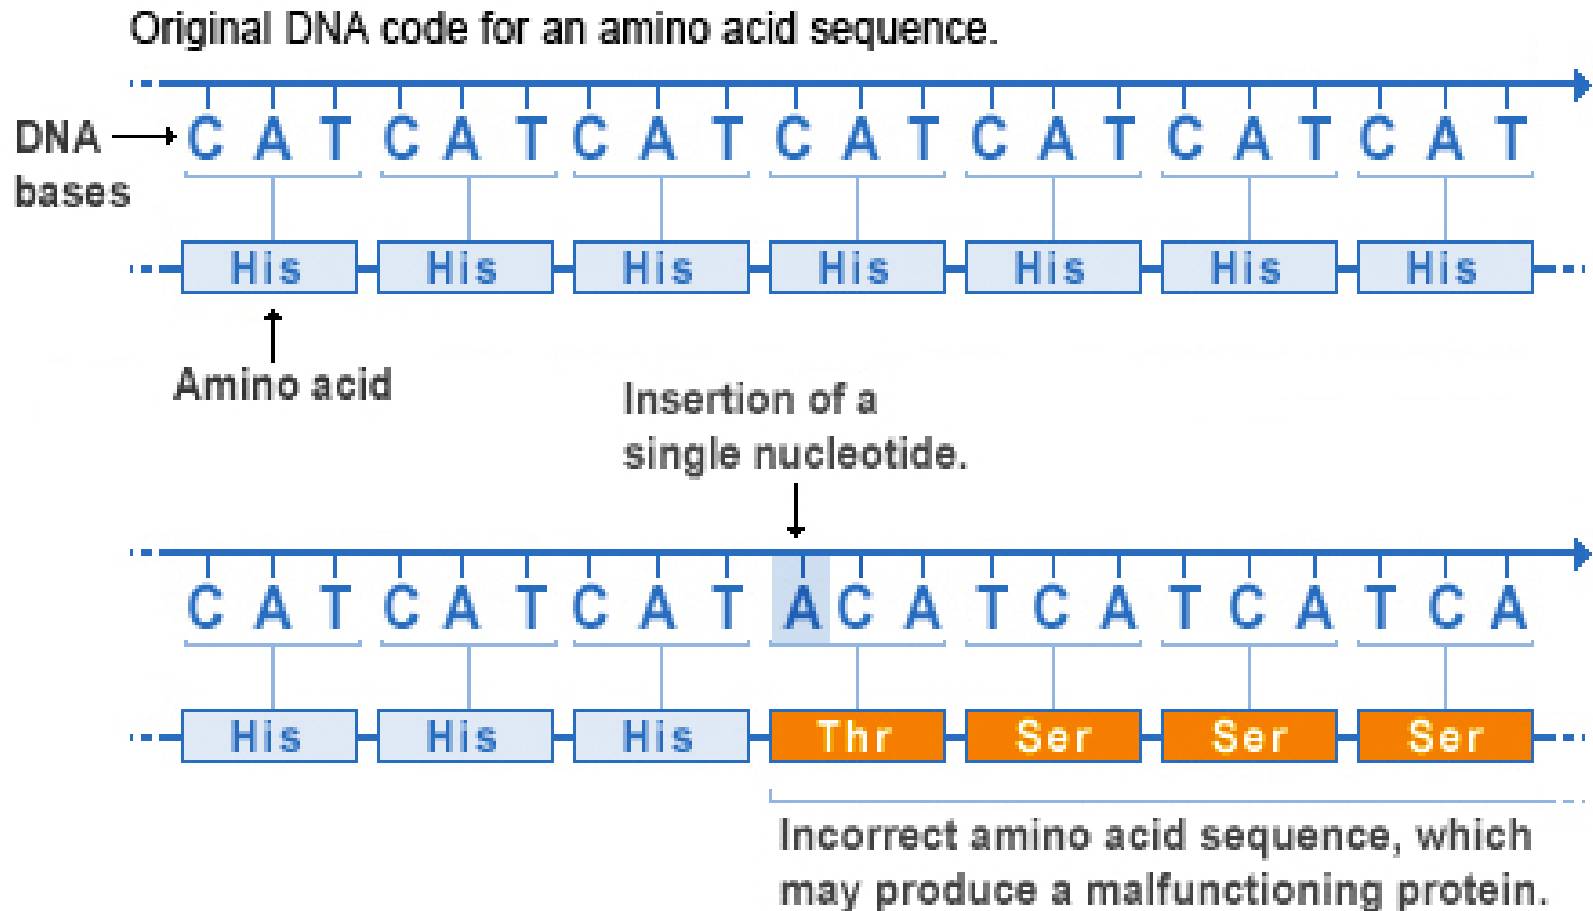 Original DNA code for an amino acid sequence.
DNA bases
C A T C A T C A T C A T C A T C A T C A T
His His His His His His His
Amino acid
Insertion of a
single nucleotide.
C A T C A T C A T A C A T C A T C A T C A
His His His Thr Ser Ser Ser
Incorrect amino acid sequence, which
may produce a malfunctioning protein.